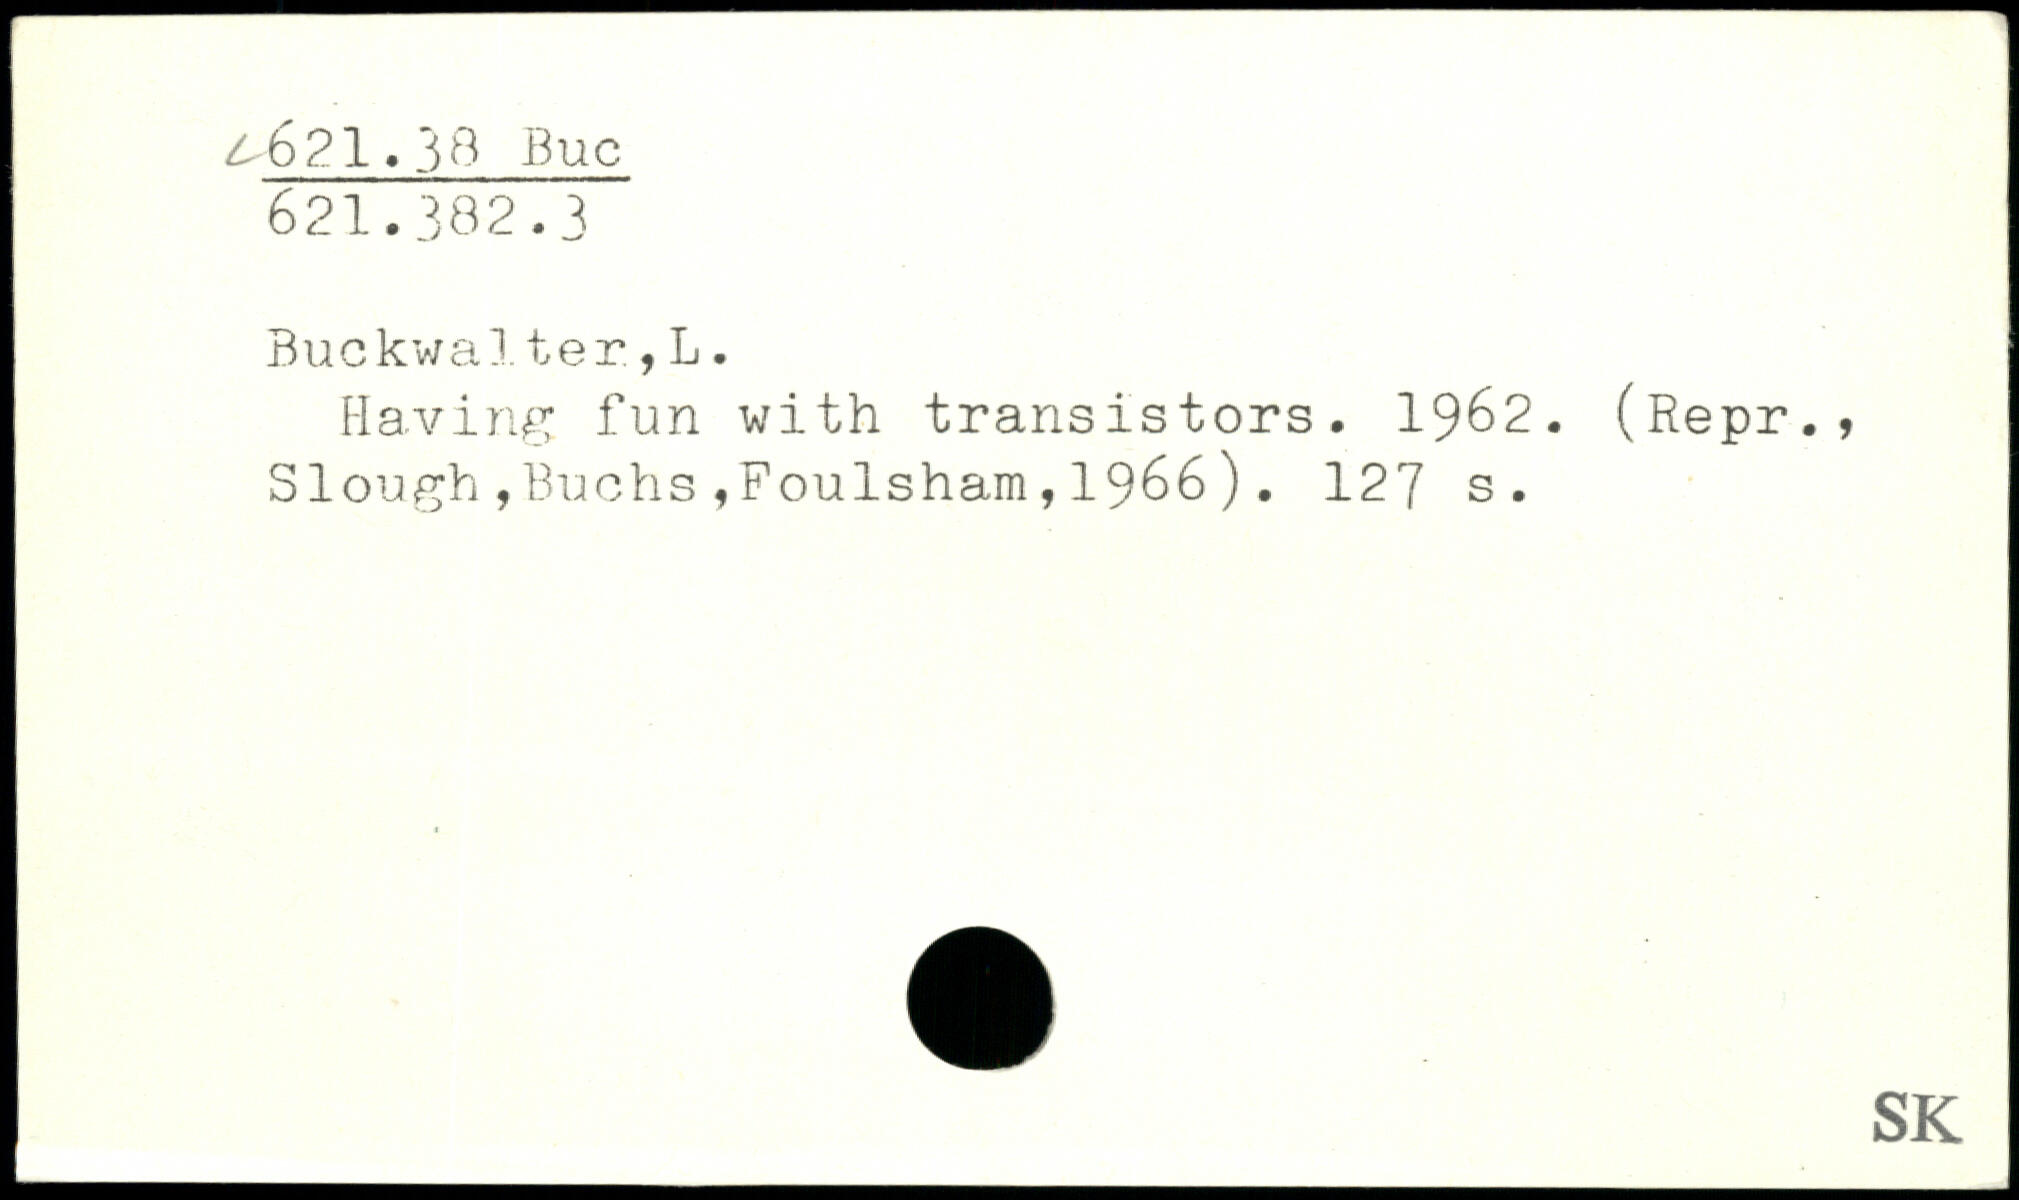 621.38 Buc
621.382.3
Buckwalter,L.
Having fun with transistors. 1962. (Repr.,
Slough,Buchs,Foulsham,1966). 127 s.
SK